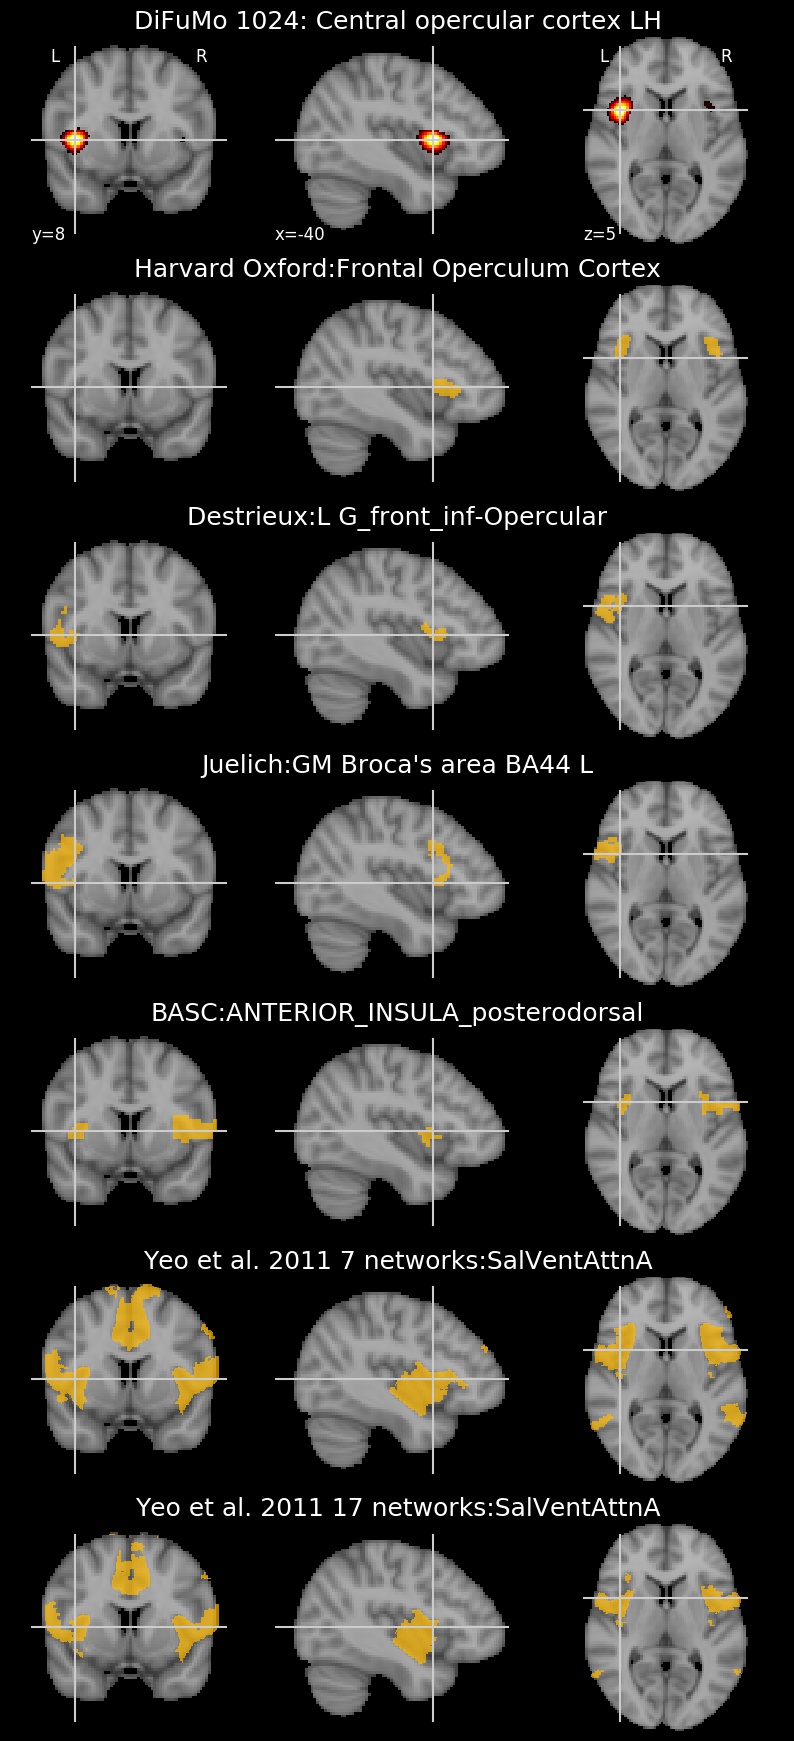 DiFuMo 1024: Central opercular cortex LH
L R L R
y=8 x=-40 z=5
Harvard Oxford:Frontal Operculum Cortex
Destrieux:L G_front_inf-Opercular
Juelich:GM Broca's area BA44 L
BASC:ANTERIOR_INSULA_posterodorsal
Yeo et al. 2011 7 networks:SalVentAttnA
Yeo et al. 2011 17 networks:SalVentAttnA